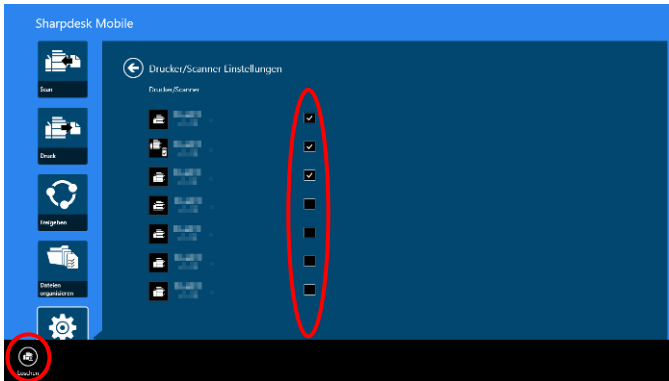 Sharpdesk Mobile
Scan
Druck
Freigeben
Dateien
organisieren
Drucker/Scanner Einstellungen
Drucker/Scanner
Löschen